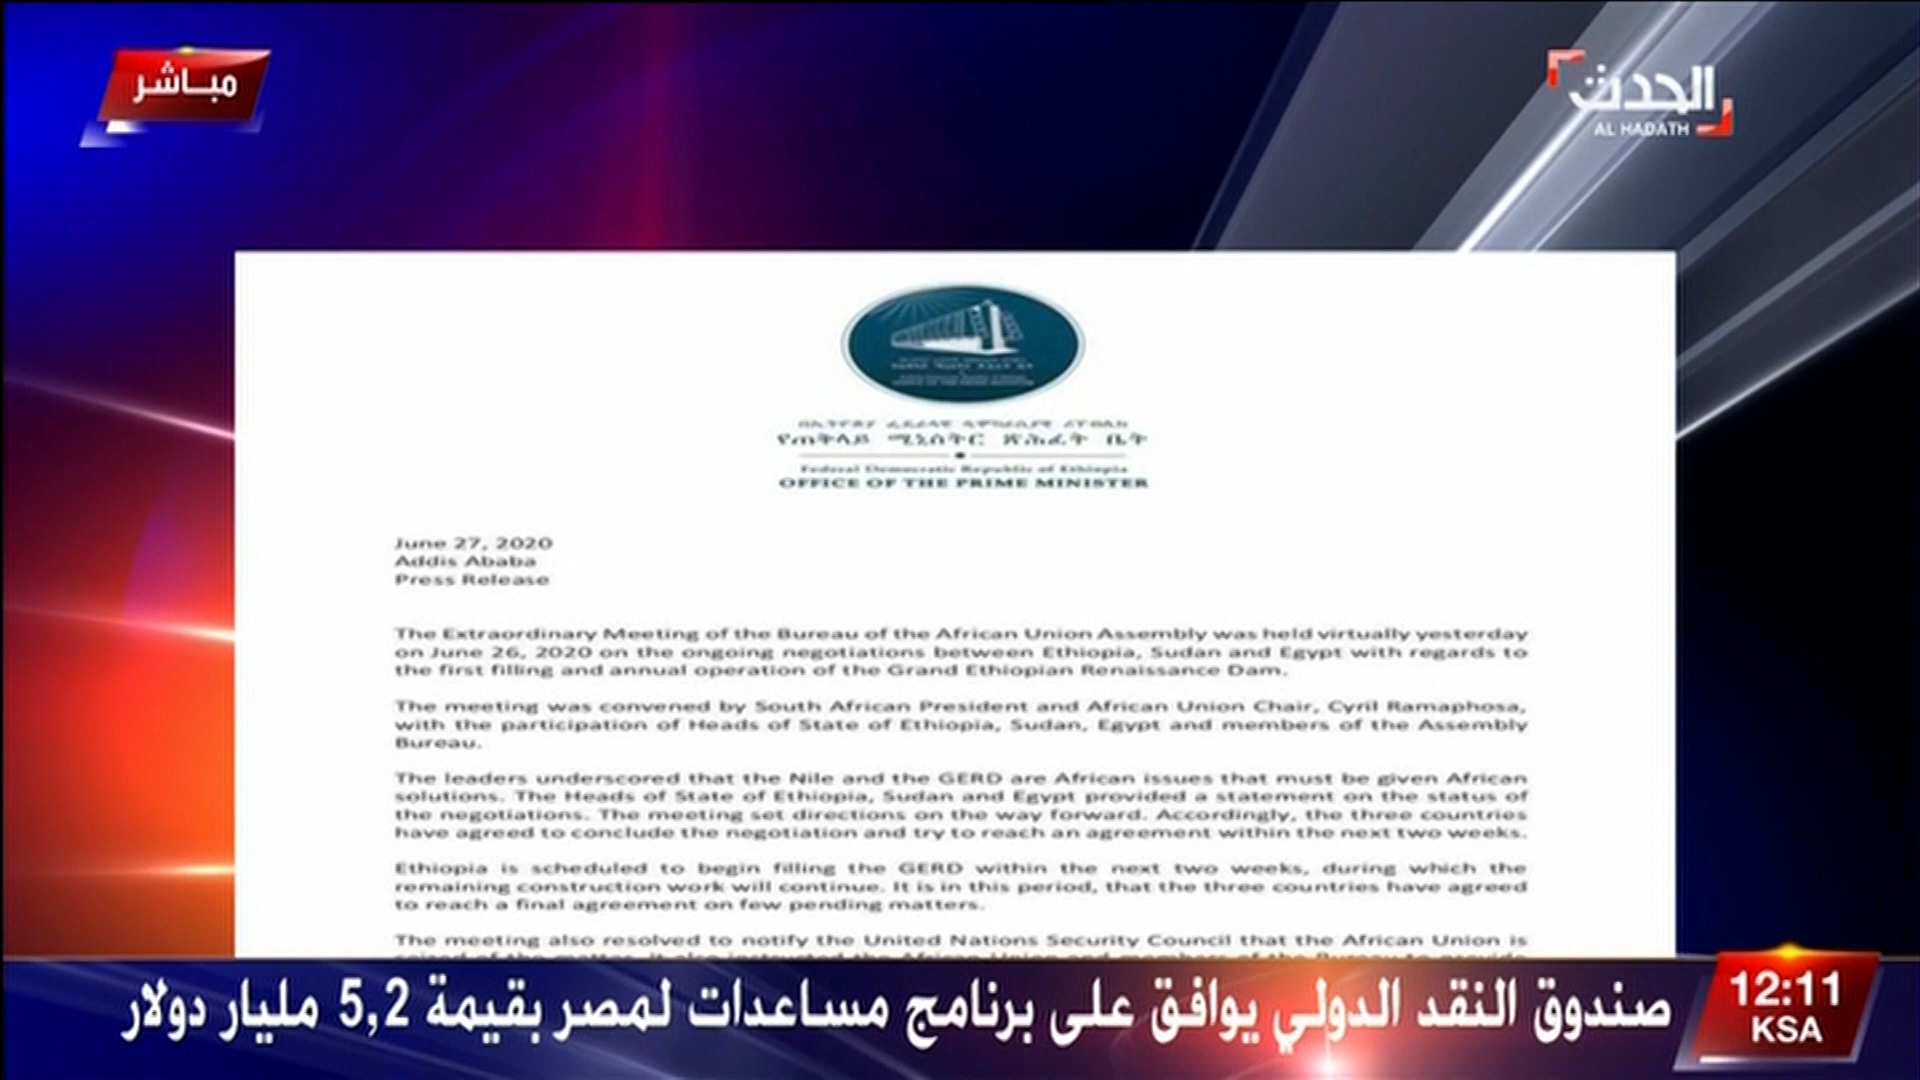 مباشر
الحدث
AL HADATH
የጠቅላይ ሚኒስትር ጽሕፈት ቤት
Federal Democratic Republic of Ethiopia
OFFICE OF THE PRIME MINISTER
June 27, 2020
Addis Ababa
Press Release
The Extraordinary Meeting of the Bureau of the African Union Assembly was held virtually yesterday
on June 26, 2020 on the ongoing negotiations between Ethiopia, Sudan and Egypt with regards to
the first filling and annual operation of the Grand Ethiopian Renaissance Dam.
The meeting was convened by South African President and African Union Chair, Cyril Ramaphosa,
with the participation of Heads of State of Ethiopia, Sudan, Egypt and members of the Assembly
Bureau.
The leaders underscored that the Nile and the GERD are African issues that must be given African
solutions. The Heads of State of Ethiopia, Sudan and Egypt provided a statement on the status of
the negotiations. The meeting set directions on the way forward. Accordingly, the three countries
have agreed to conclude the negotiation and try to reach an agreement within the next two weeks.
Ethiopia is scheduled to begin filling the GERD within the next two weeks, during which the
remaining construction work will continue. It is in this period, that the three countries have agreed
to reach a final agreement on few pending matters.
The meeting also resolved to notify the United Nations Security Council that the African Union is
صندوق النقد الدولي يوافق على برنامج مساعدات لمصر بقيمة 5,2 مليار دولار
12:11
KSA